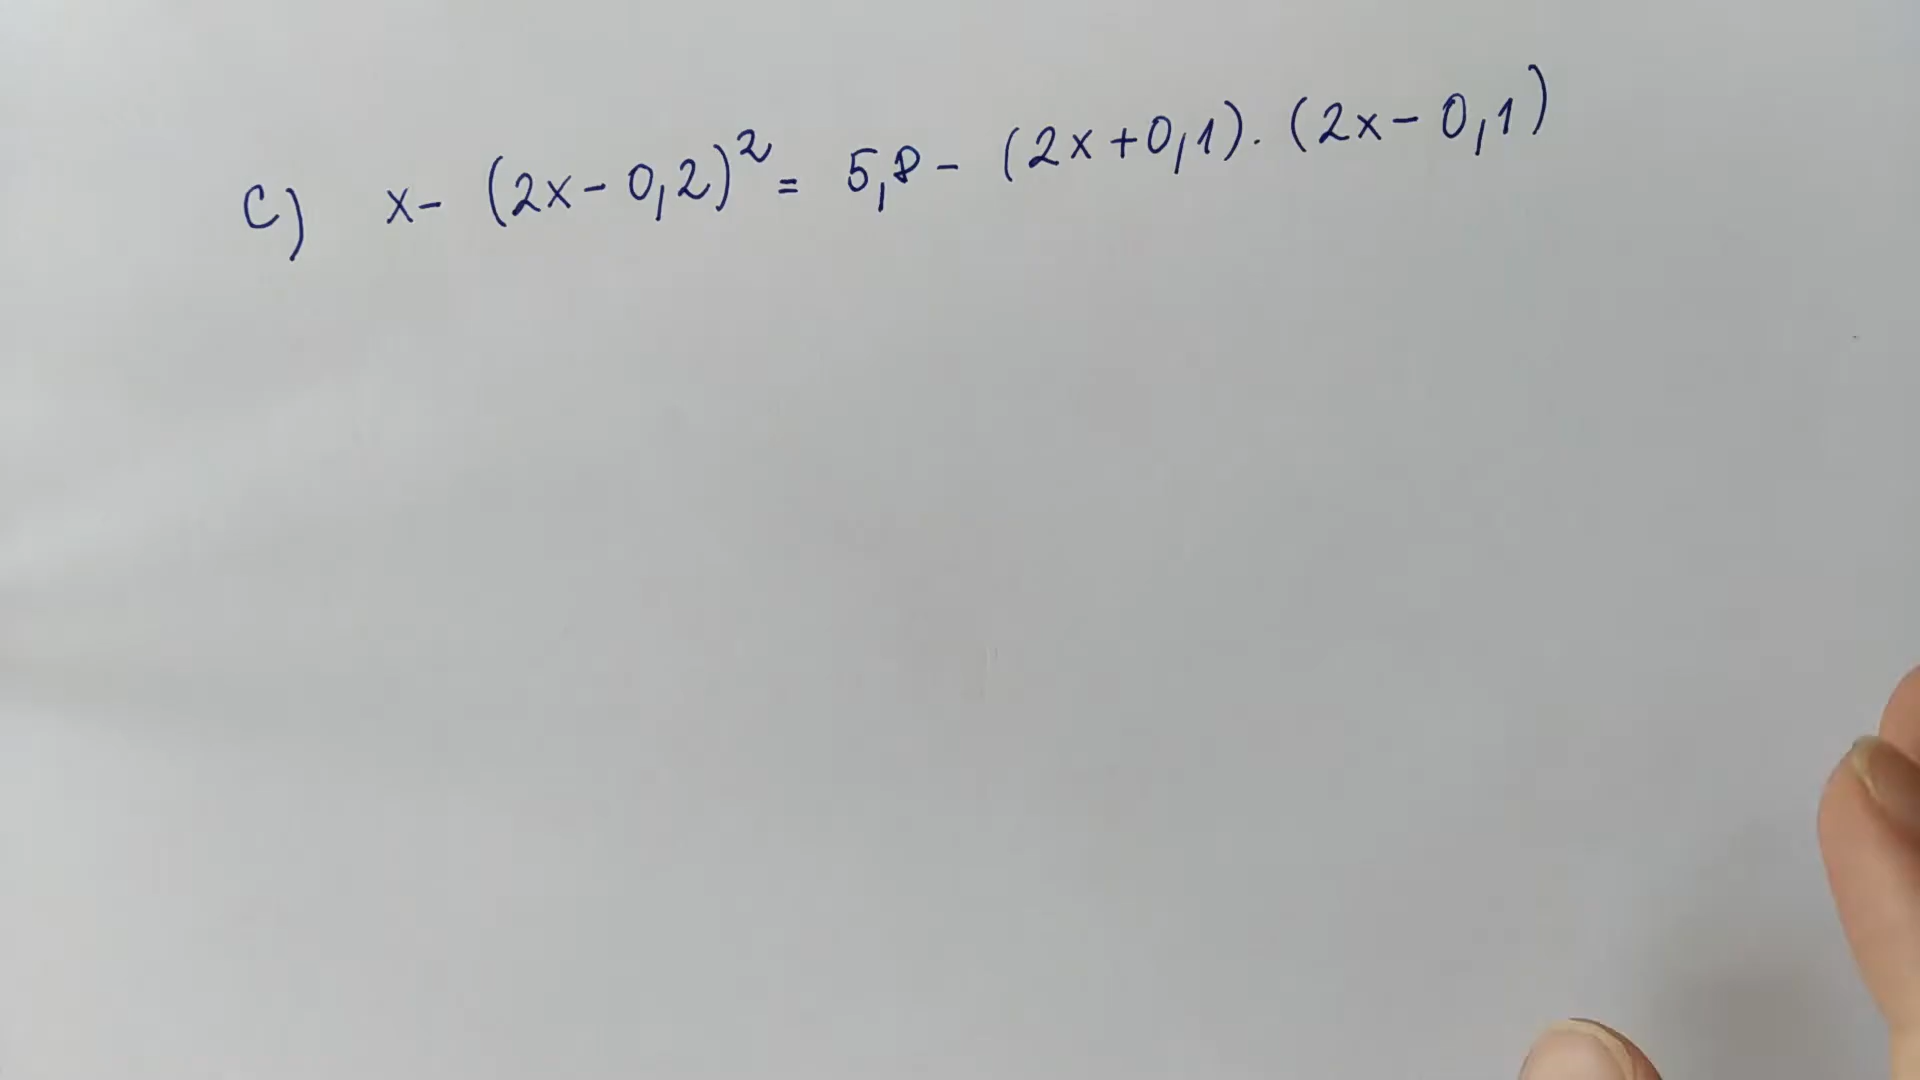 C) x - (2x - 0,2)² = 5,8 - (2x + 0,1) . (2x - 0,1)